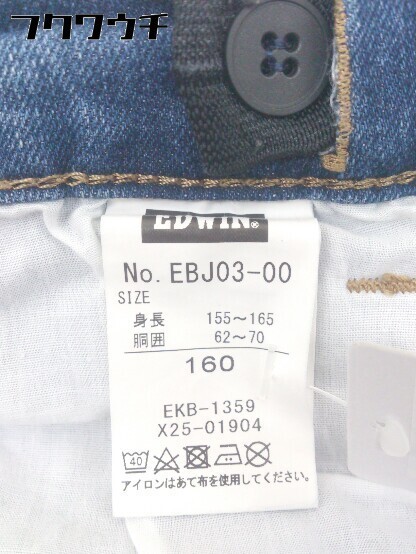 フクウクチ
EDWIN®
No. EBJ03-00
SIZE
身長 155～165
胴囲 62～70
160
EKB-1359
X25-01904
40
アイロンはあて布を使用してください。